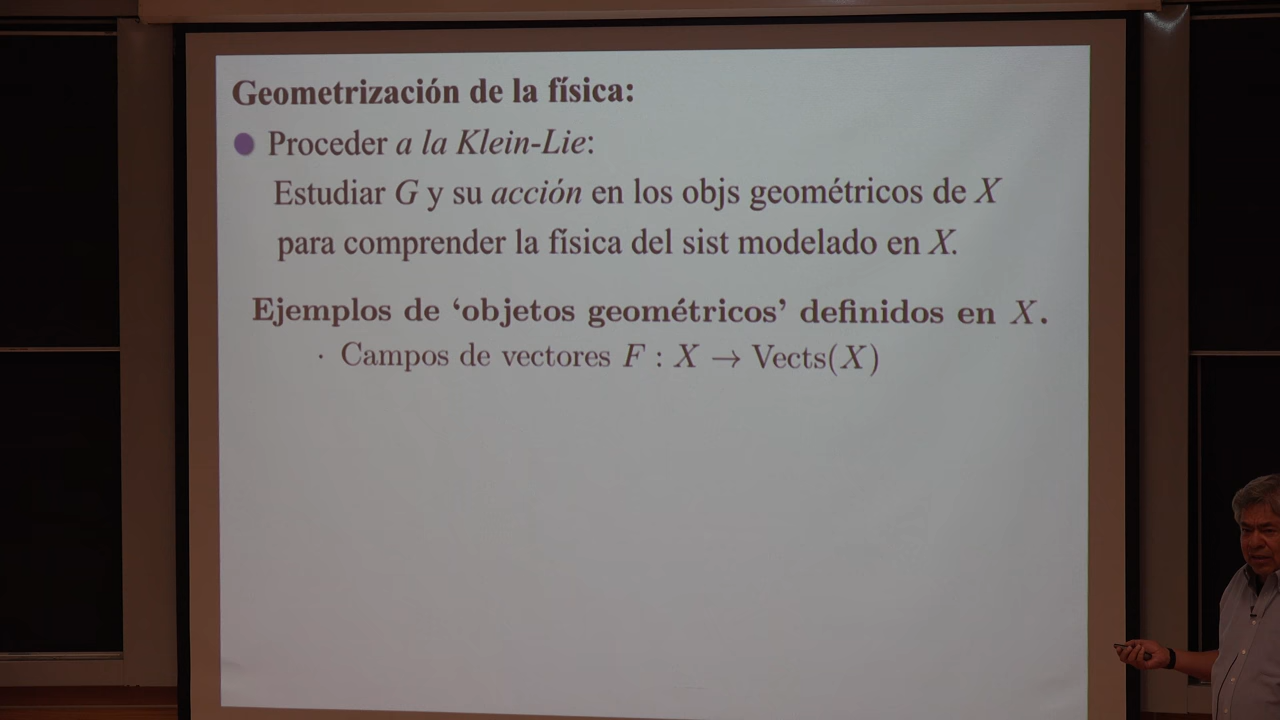 Geometrización de la física:
● Proceder a la Klein-Lie:
Estudiar G y su acción en los objs geométricos de X
para comprender la física del sist modelado en X.
Ejemplos de ‘objetos geométricos’ definidos en X.
· Campos de vectores F : X → Vects(X)